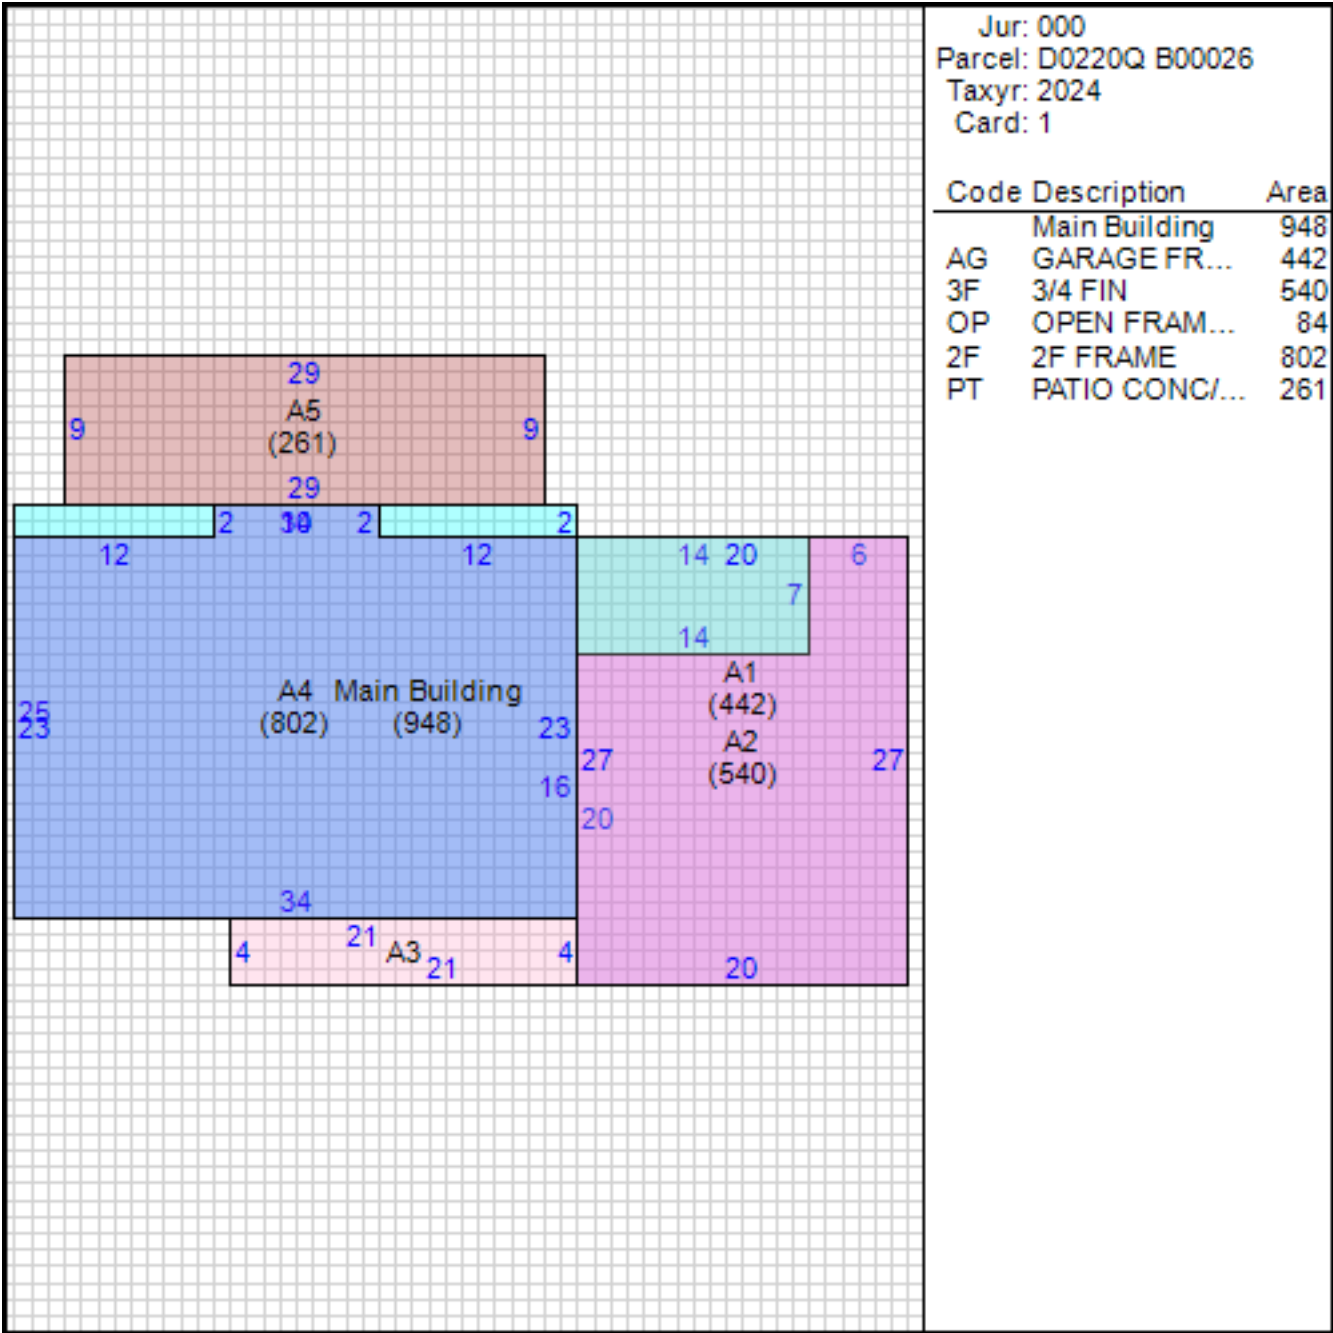 Jur: 000
Parcel: D0220Q B00026
Taxyr: 2024
Card: 1
Code Description Area
Main Building 948
AG GARAGE FR... 442
3F 3/4 FIN 540
OP OPEN FRAM... 84
2F 2F FRAME 802
PT PATIO CONC/... 261
29
A5
9 (261) 9
29
2 2 2
12 12 14 20 6
7
14
A1
(442)
A4 Main Building
(802) (948)
25
23 23
A2
(540)
27 27
16
20
34
21
4 A3 4
21 20